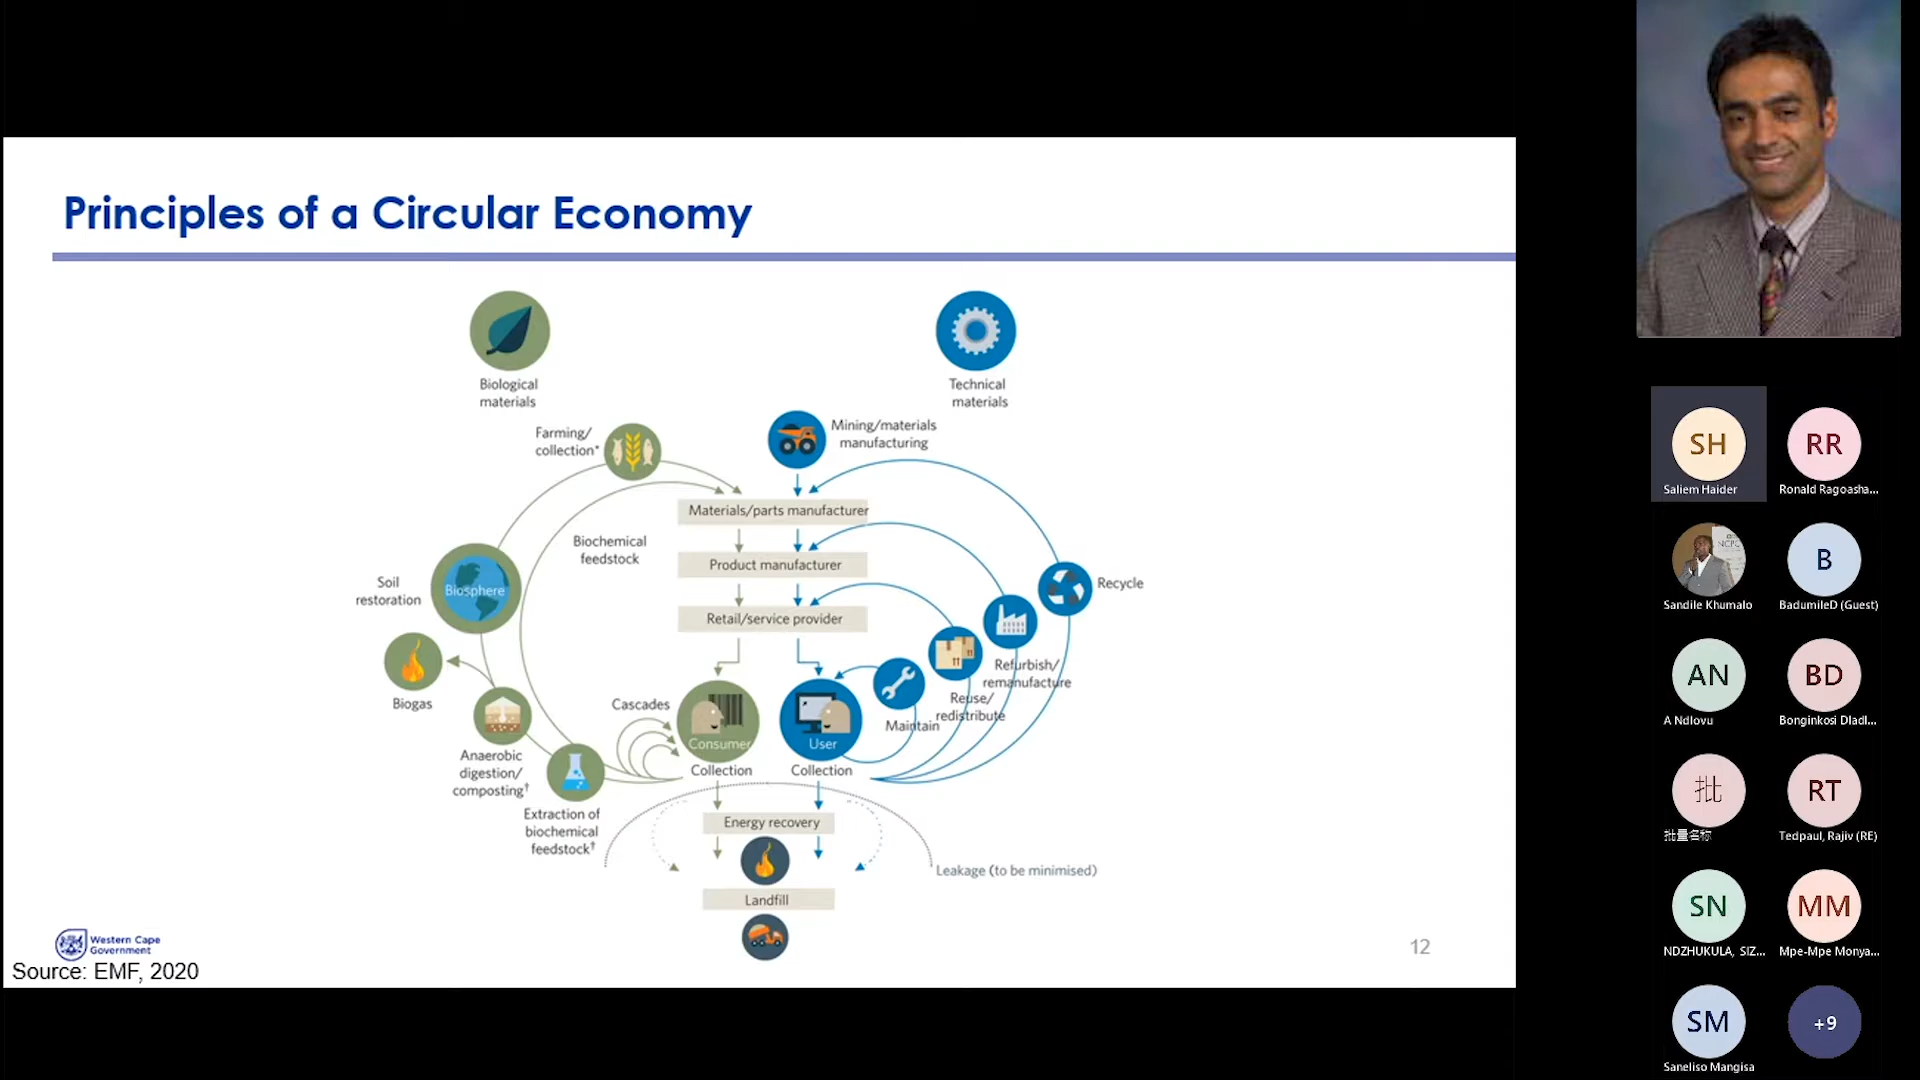 Principles of a Circular Economy
Biological
materials
Technical
materials
Farming/
collection*
Mining/materials
manufacturing
Materials/parts manufacturer
Biochemical
feedstock
Product manufacturer
Soil
restoration
Biosphere
Recycle
Retail/service provider
Refurbish/
remanufacture
Reuse/
redistribute
Maintain
Biogas
Cascades
Consumer
User
Collection
Collection
Anaerobic
digestion/
composting†
Extraction of
biochemical
feedstock†
Energy recovery
Leakage (to be minimised)
Landfill
Western Cape
Government
Source: EMF, 2020
12
SH
Saliem Haider
RR
Ronald Ragoasha...
NCPC
Sandile Khumalo
B
BadumileD (Guest)
AN
A Ndlovu
BD
Bonginkosi Dladl...
批
批量名称
RT
Tedpaul, Rajiv (RE)
SN
NDZHUKULA, SIZ...
MM
Mpe-Mpe Monya...
SM
Saneliso Mangisa
+9